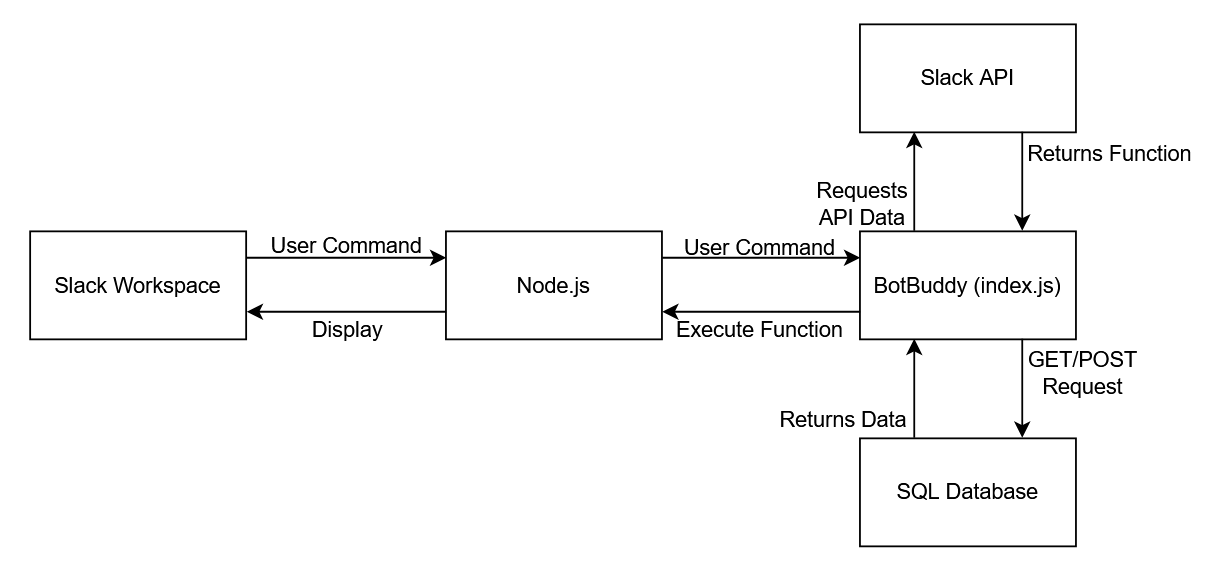 Slack API
Returns Function
Requests
API Data
User Command
User Command
Slack Workspace
Node.js
BotBuddy (index.js)
Display
Execute Function
GET/POST
Request
Returns Data
SQL Database